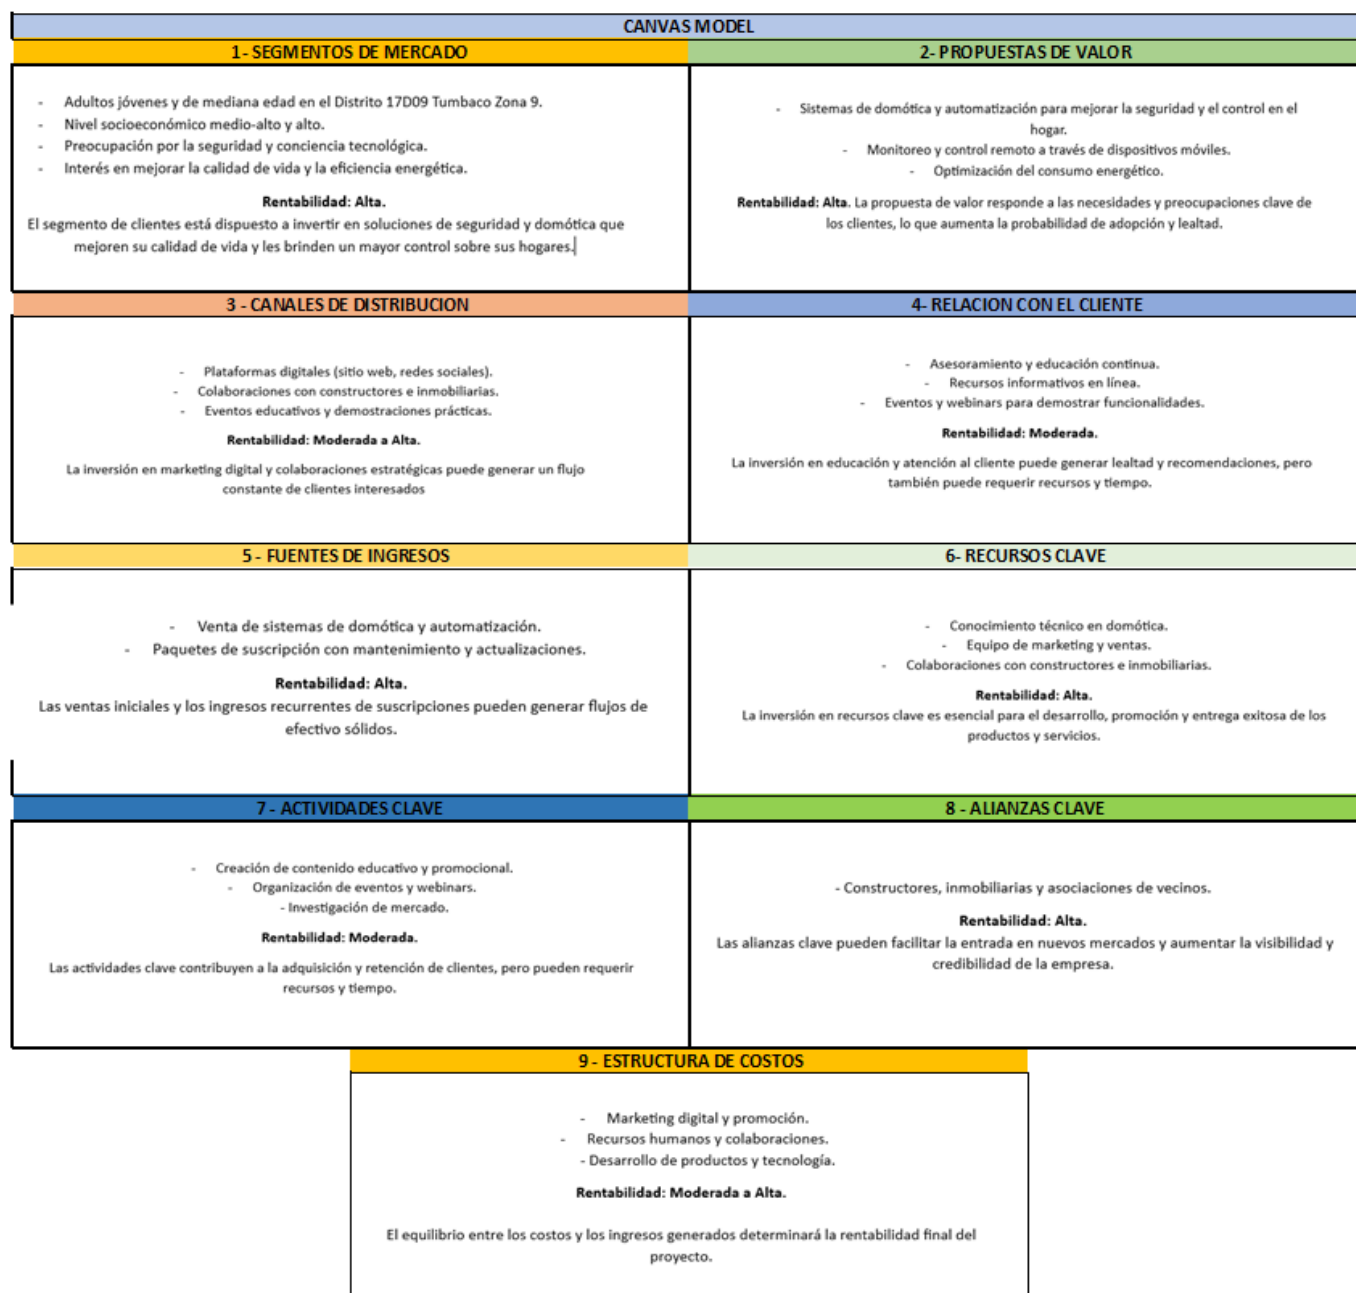 CANVAS MODEL
1- SEGMENTOS DE MERCADO
- Adultos jóvenes y de mediana edad en el Distrito 17D09 Tumbaco Zona 9.
- Nivel socioeconómico medio-alto y alto.
- Preocupación por la seguridad y conciencia tecnológica.
- Interés en mejorar la calidad de vida y la eficiencia energética.
Rentabilidad: Alta.
El segmento de clientes está dispuesto a invertir en soluciones de seguridad y domótica que
mejoren su calidad de vida y les brinden un mayor control sobre sus hogares.
2- PROPUESTAS DE VALOR
- Sistemas de domótica y automatización para mejorar la seguridad y el control en el
hogar.
- Monitoreo y control remoto a través de dispositivos móviles.
- Optimización del consumo energético.
Rentabilidad: Alta. La propuesta de valor responde a las necesidades y preocupaciones clave de
los clientes, lo que aumenta la probabilidad de adopción y lealtad.
3 - CANALES DE DISTRIBUCION
- Plataformas digitales (sitio web, redes sociales).
- Colaboraciones con constructores e inmobiliarias.
- Eventos educativos y demostraciones prácticas.
Rentabilidad: Moderada a Alta.
La inversión en marketing digital y colaboraciones estratégicas puede generar un flujo
constante de clientes interesados
4- RELACION CON EL CLIENTE
- Asesoramiento y educación continua.
- Recursos informativos en línea.
- Eventos y webinars para demostrar funcionalidades.
Rentabilidad: Moderada.
La inversión en educación y atención al cliente puede generar lealtad y recomendaciones, pero
también puede requerir recursos y tiempo.
5 - FUENTES DE INGRESOS
- Venta de sistemas de domótica y automatización.
- Paquetes de suscripción con mantenimiento y actualizaciones.
Rentabilidad: Alta.
Las ventas iniciales y los ingresos recurrentes de suscripciones pueden generar flujos de
efectivo sólidos.
6- RECURSOS CLAVE
- Conocimiento técnico en domótica.
- Equipo de marketing y ventas.
- Colaboraciones con constructores e inmobiliarias.
Rentabilidad: Alta.
La inversión en recursos clave es esencial para el desarrollo, promoción y entrega exitosa de los
productos y servicios.
7 - ACTIVIDADES CLAVE
- Creación de contenido educativo y promocional.
- Organización de eventos y webinars.
- Investigación de mercado.
Rentabilidad: Moderada.
Las actividades clave contribuyen a la adquisición y retención de clientes, pero pueden requerir
recursos y tiempo.
8 - ALIANZAS CLAVE
- Constructores, inmobiliarias y asociaciones de vecinos.
Rentabilidad: Alta.
Las alianzas clave pueden facilitar la entrada en nuevos mercados y aumentar la visibilidad y
credibilidad de la empresa.
9 - ESTRUCTURA DE COSTOS
- Marketing digital y promoción.
- Recursos humanos y colaboraciones.
- Desarrollo de productos y tecnología.
Rentabilidad: Moderada a Alta.
El equilibrio entre los costos y los ingresos generados determinará la rentabilidad final del
proyecto.